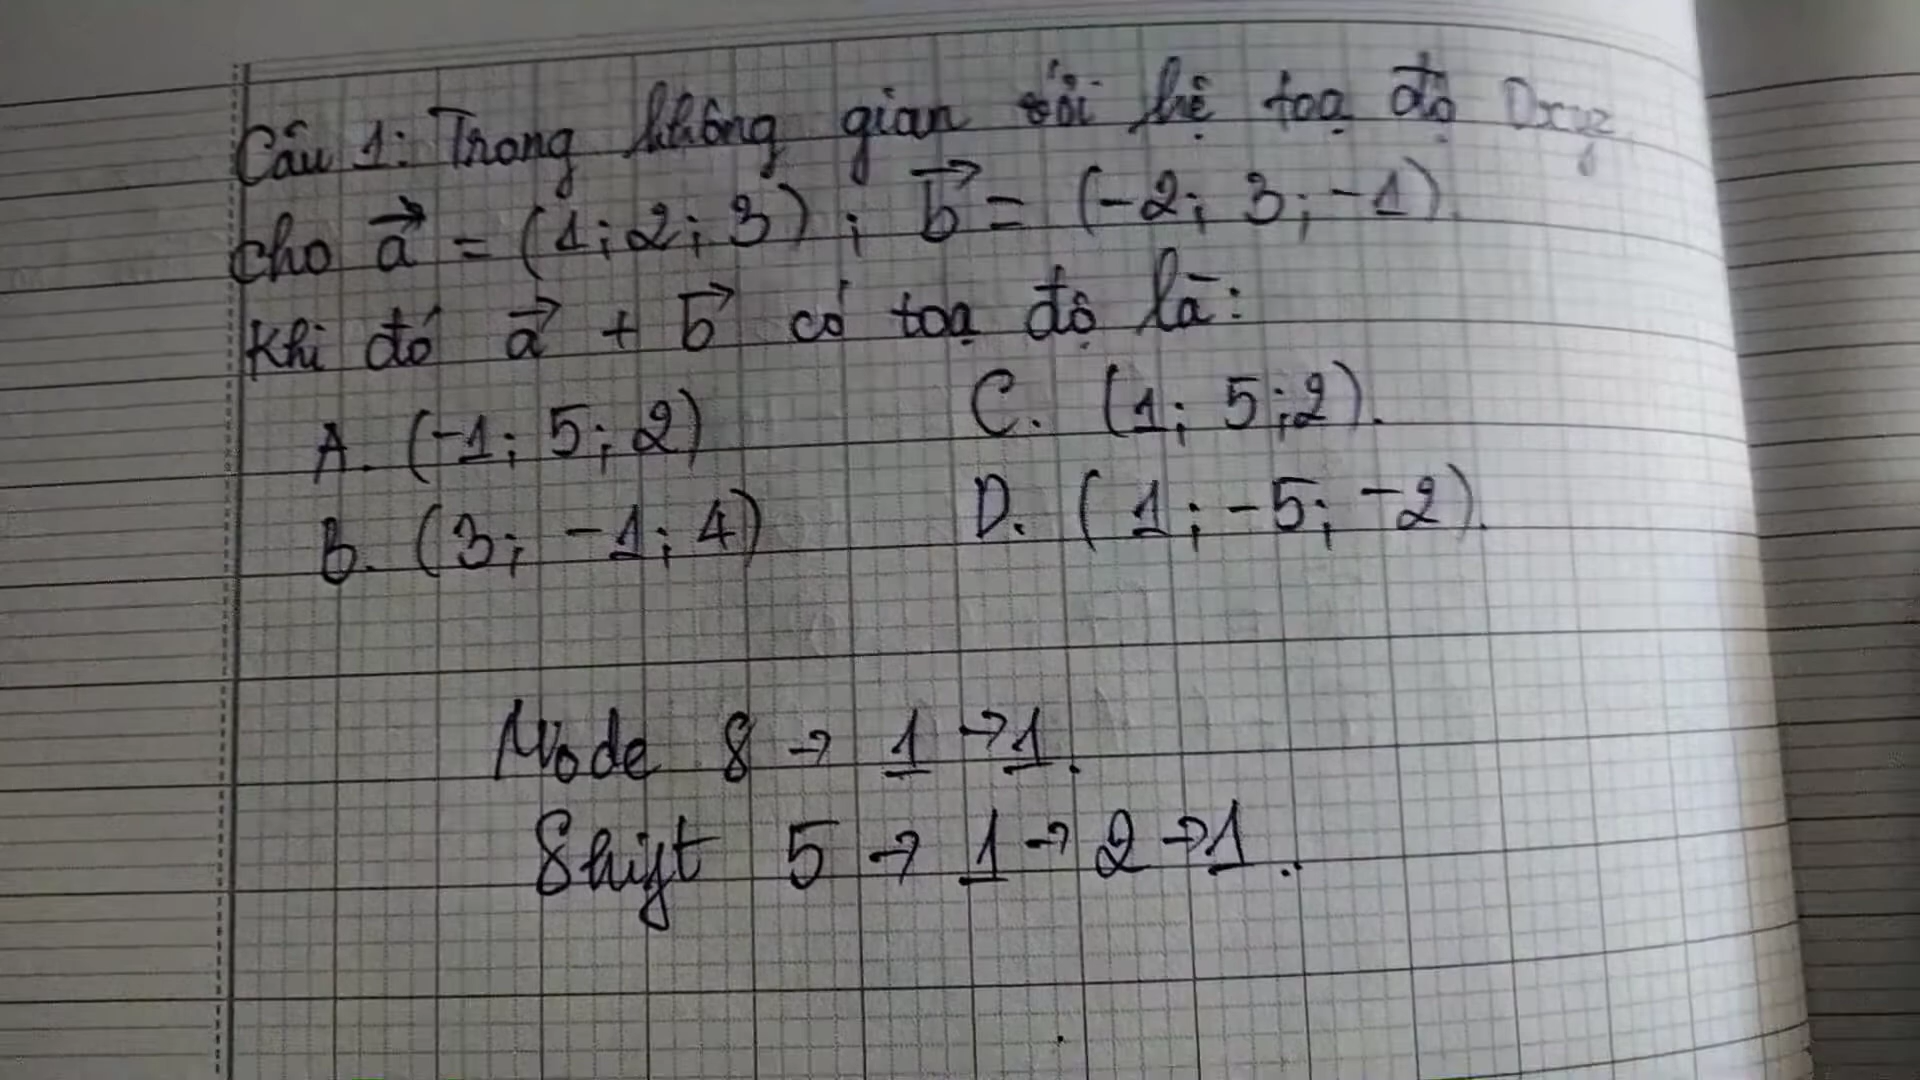 Câu 1: Trong không gian với hệ toạ độ Oxyz
cho a→ = (1; 2; 3); b→ = (-2; 3; -1).
Khi đó a→ + b→ có toạ độ là:
A. (-1; 5; 2)
C. (1; 5; 2).
B. (3; -1; 4)
D. (1; -5; -2).
Mode 8 → 1 → 1.
Shift 5 → 1 → 2 → 1.